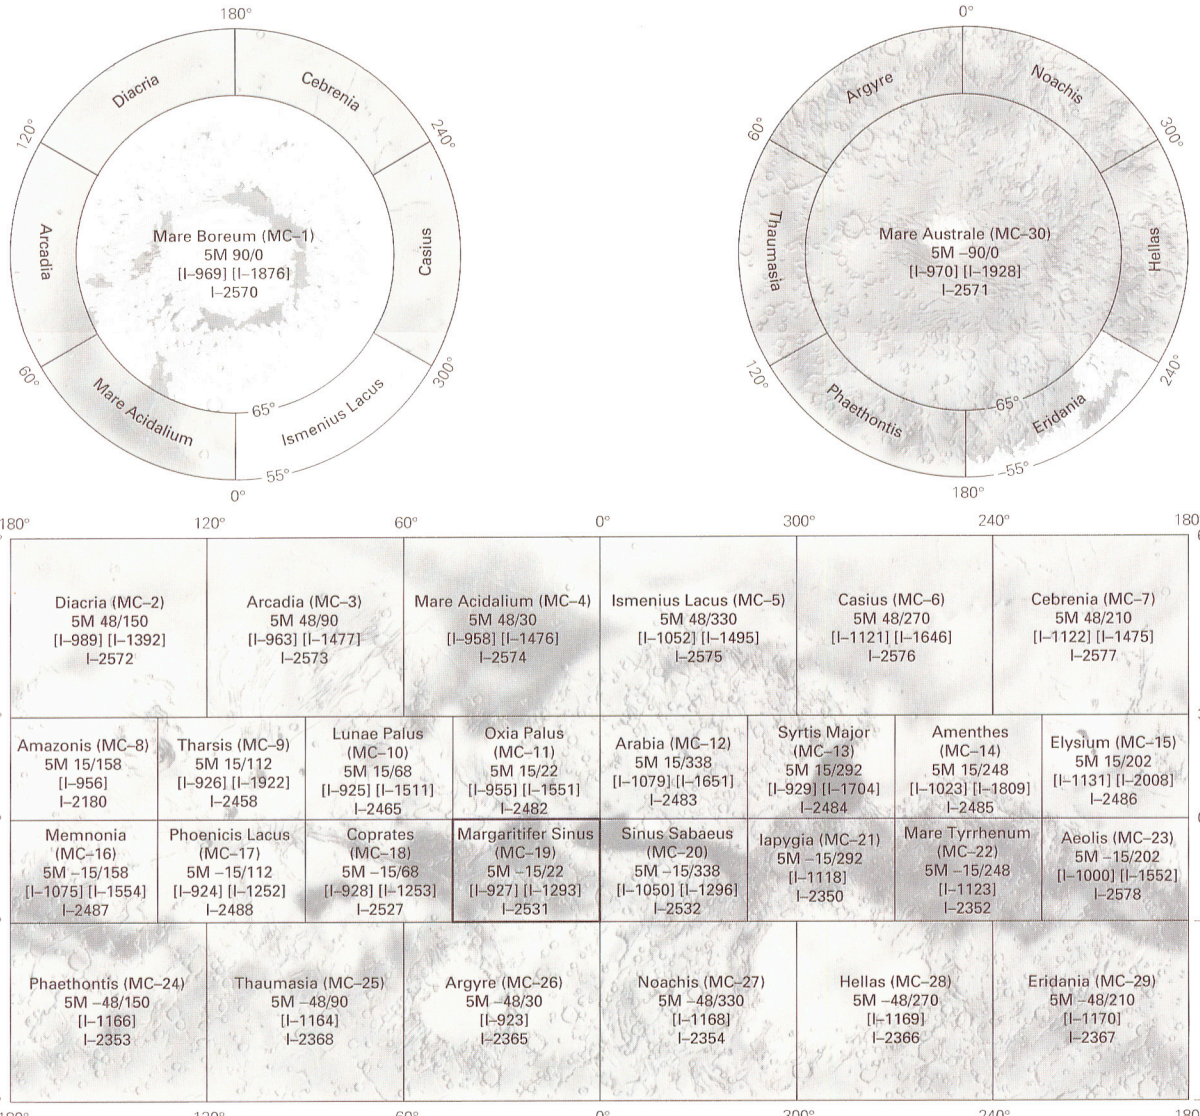 180°
Diacria
Cebrenia
120°
240°
Arcadia
Casius
Mare Boreum (MC–1)
5M 90/0
[I–969] [I–1876]
I–2570
60°
300°
Mare Acidalium
Ismenius Lacus
65°
55°
0°
0°
Argyre
Noachis
60°
300°
Thaumasia
Hellas
Mare Australe (MC–30)
5M –90/0
[I–970] [I–1928]
I–2571
120°
240°
Phaethontis
Eridania
–65°
–55°
180°
180°
120°
60°
0°
300°
240°
180
Diacria (MC–2)
5M 48/150
[I–989] [I–1392]
I–2572
Arcadia (MC–3)
5M 48/90
[I–963] [I–1477]
I–2573
Mare Acidalium (MC–4)
5M 48/30
[I–958] [I–1476]
I–2574
Ismenius Lacus (MC–5)
5M 48/330
[I–1052] [I–1495]
I–2575
Casius (MC–6)
5M 48/270
[I–1121] [I–1646]
I–2576
Cebrenia (MC–7)
5M 48/210
[I–1122] [I–1475]
I–2577
Amazonis (MC–8)
5M 15/158
[I–956]
I–2180
Tharsis (MC–9)
5M 15/112
[I–926] [I–1922]
I–2458
Lunae Palus
(MC–10)
5M 15/68
[I–925] [I–1511]
I–2465
Oxia Palus
(MC–11)
5M 15/22
[I–955] [I–1551]
I–2482
Arabia (MC–12)
5M 15/338
[I–1079] [I–1651]
I–2483
Syrtis Major
(MC–13)
5M 15/292
[I–929] [I–1704]
I–2484
Amenthes
(MC–14)
5M 15/248
[I–1023] [I–1809]
I–2485
Elysium (MC–15)
5M 15/202
[I–1131] [I–2008]
I–2486
Memnonia
(MC–16)
5M –15/158
[I–1075] [I–1554]
I–2487
Phoenicis Lacus
(MC–17)
5M –15/112
[I–924] [I–1252]
I–2488
Coprates
(MC–18)
5M –15/68
[I–928] [I–1253]
I–2527
Margaritifer Sinus
(MC–19)
5M –15/22
[I–927] [I–1293]
I–2531
Sinus Sabaeus
(MC–20)
5M –15/338
[I–1050] [I–1296]
I–2532
Iapygia (MC–21)
5M –15/292
[I–1118]
I–2350
Mare Tyrrhenum
(MC–22)
5M –15/248
[I–1123]
I–2352
Aeolis (MC–23)
5M –15/202
[I–1000] [I–1552]
I–2578
Phaethontis (MC–24)
5M –48/150
[I–1166]
I–2353
Thaumasia (MC–25)
5M –48/90
[I–1164]
I–2368
Argyre (MC–26)
5M –48/30
[I–923]
I–2365
Noachis (MC–27)
5M –48/330
[I–1168]
I–2354
Hellas (MC–28)
5M –48/270
[I–1169]
I–2366
Eridania (MC–29)
5M –48/210
[I–1170]
I–2367